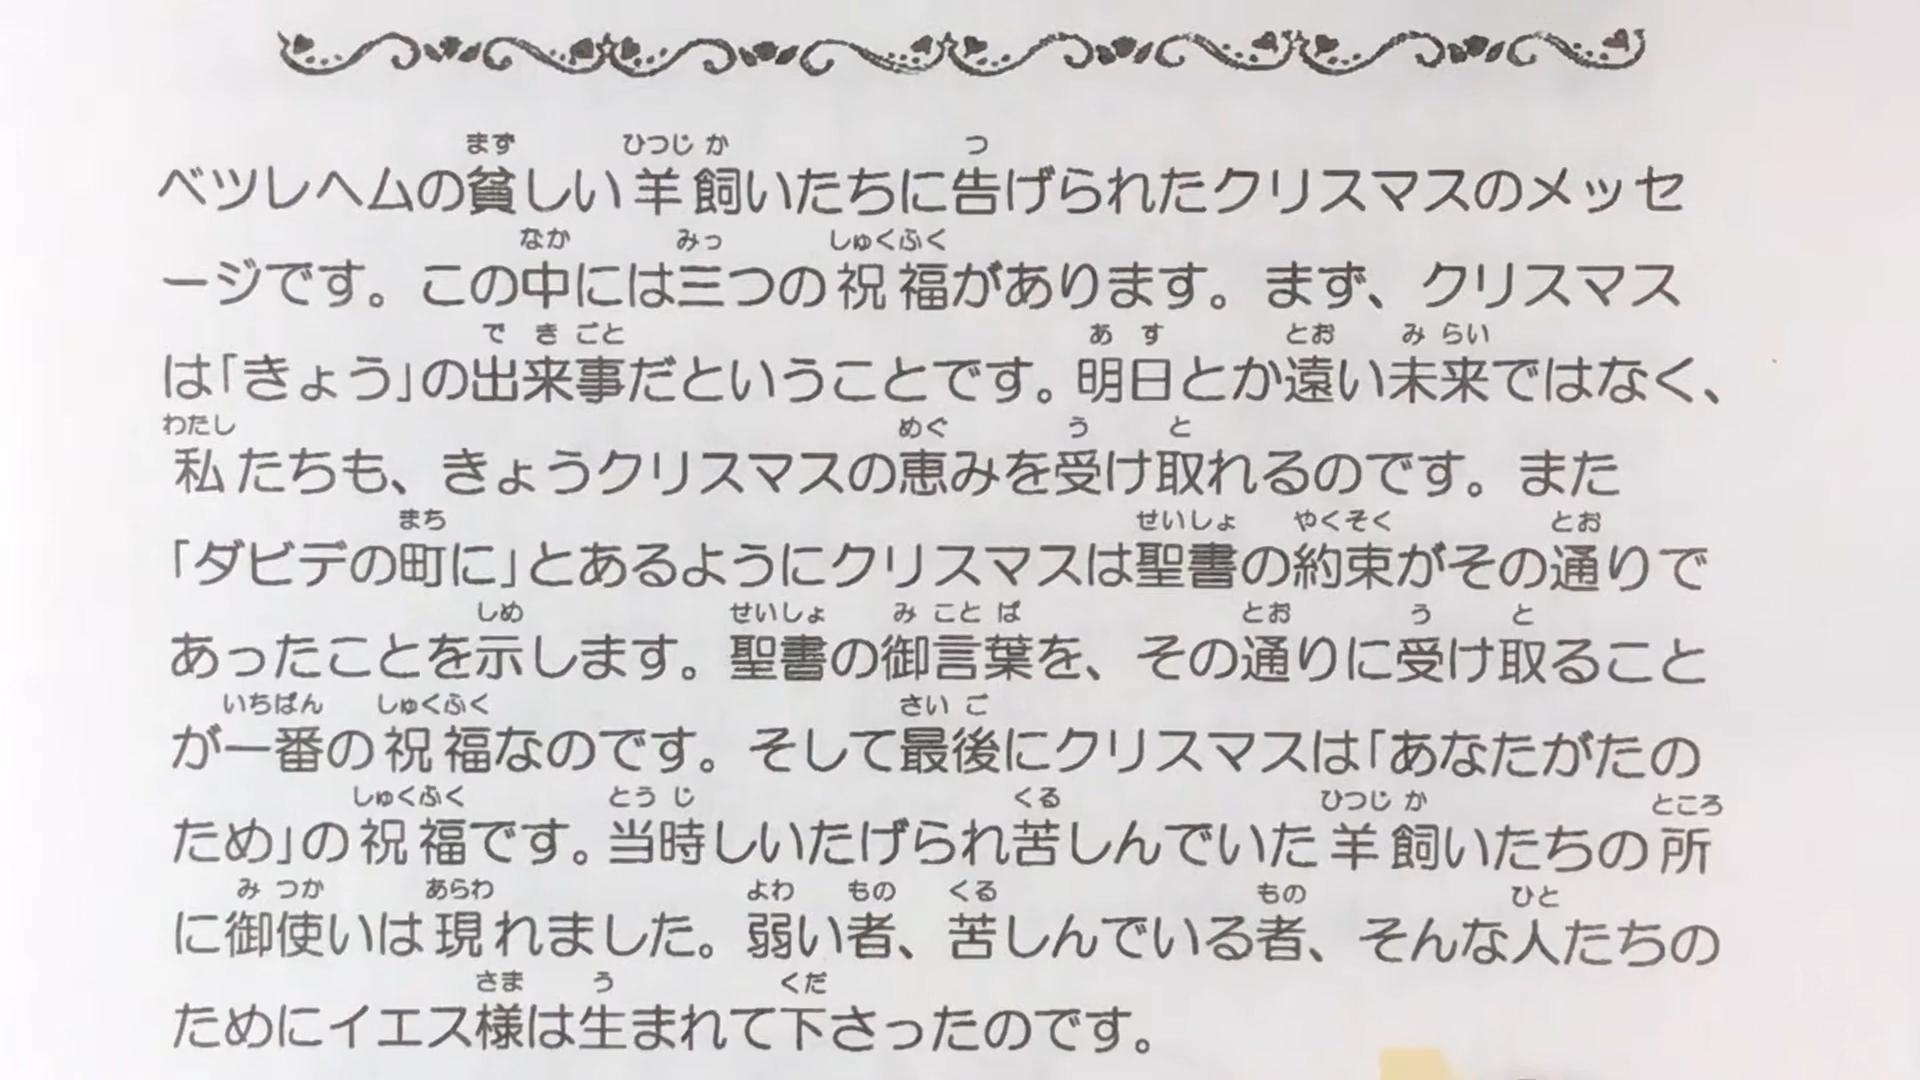 ベツレヘムの貧しい羊飼いたちに告げられたクリスマスのメッセ
ージです。この中には三つの祝福があります。まず、クリスマス
は「きょう」の出来事だということです。明日とか遠い未来ではなく、
私たちも、きょうクリスマスの恵みを受け取れるのです。また
「ダビデの町に」とあるようにクリスマスは聖書の約束がその通りで
あったことを示します。聖書の御言葉を、その通りに受け取ること
が一番の祝福なのです。そして最後にクリスマスは「あなたがたの
ため」の祝福です。当時しいたげられ苦しんでいた羊飼いたちの所
に御使いは現れました。弱い者、苦しんでいる者、そんな人たちの
ためにイエス様は生まれて下さったのです。